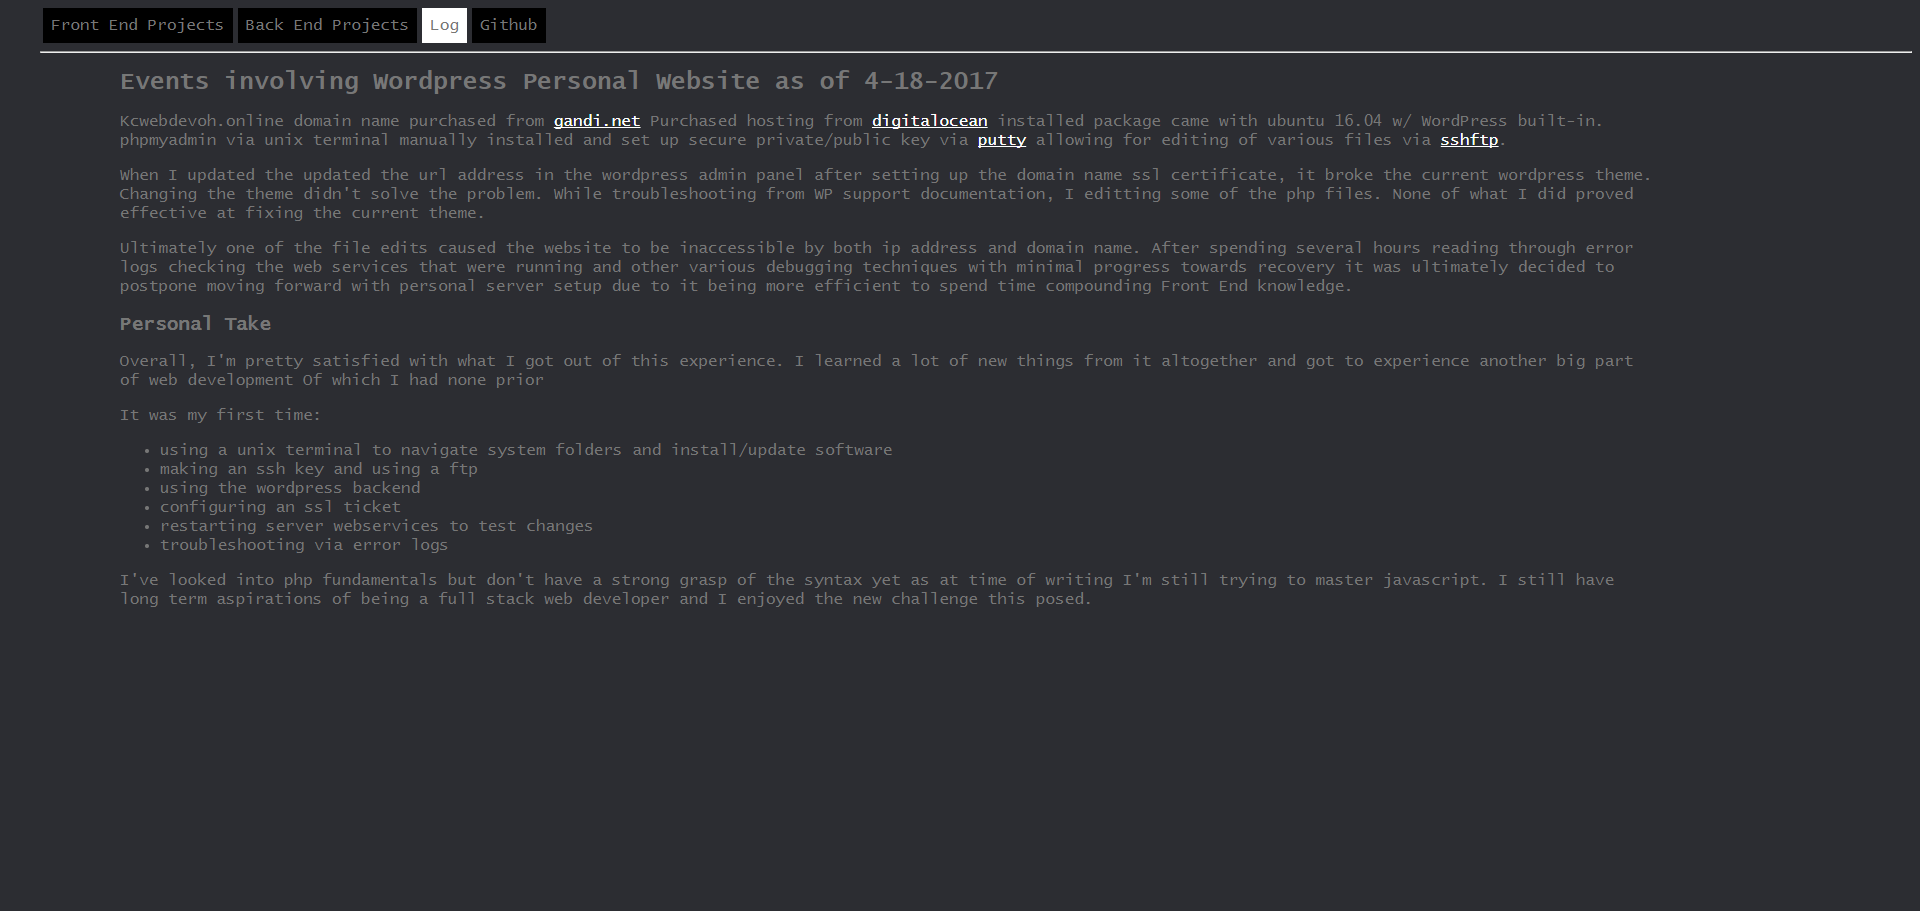 Front End Projects Back End Projects Log Github
Events involving Wordpress Personal Website as of 4-18-2017
Kcwebdevoh.online domain name purchased from gandi.net Purchased hosting from digitalocean installed package came with ubuntu 16.04 w/ WordPress built-in.
phpmyadmin via unix terminal manually installed and set up secure private/public key via putty allowing for editing of various files via sshftp.
When I updated the updated the url address in the wordpress admin panel after setting up the domain name ssl certificate, it broke the current wordpress theme.
Changing the theme didn't solve the problem. While troubleshooting from WP support documentation, I editting some of the php files. None of what I did proved
effective at fixing the current theme.
Ultimately one of the file edits caused the website to be inaccessible by both ip address and domain name. After spending several hours reading through error
logs checking the web services that were running and other various debugging techniques with minimal progress towards recovery it was ultimately decided to
postpone moving forward with personal server setup due to it being more efficient to spend time compounding Front End knowledge.
Personal Take
Overall, I'm pretty satisfied with what I got out of this experience. I learned a lot of new things from it altogether and got to experience another big part
of web development Of which I had none prior
It was my first time:
• using a unix terminal to navigate system folders and install/update software
• making an ssh key and using a ftp
• using the wordpress backend
• configuring an ssl ticket
• restarting server webservices to test changes
• troubleshooting via error logs
I've looked into php fundamentals but don't have a strong grasp of the syntax yet as at time of writing I'm still trying to master javascript. I still have
long term aspirations of being a full stack web developer and I enjoyed the new challenge this posed.